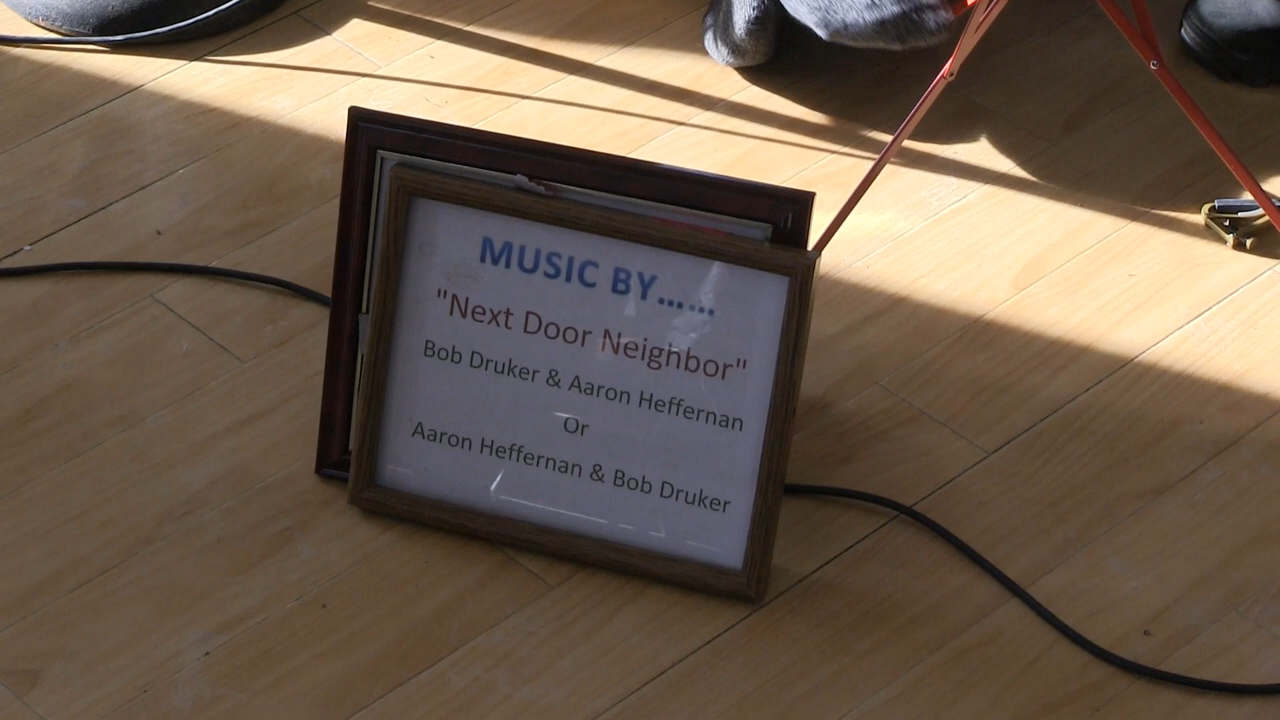 MUSIC BY......
"Next Door Neighbor"
Bob Druker & Aaron Heffernan
Or
Aaron Heffernan & Bob Druker